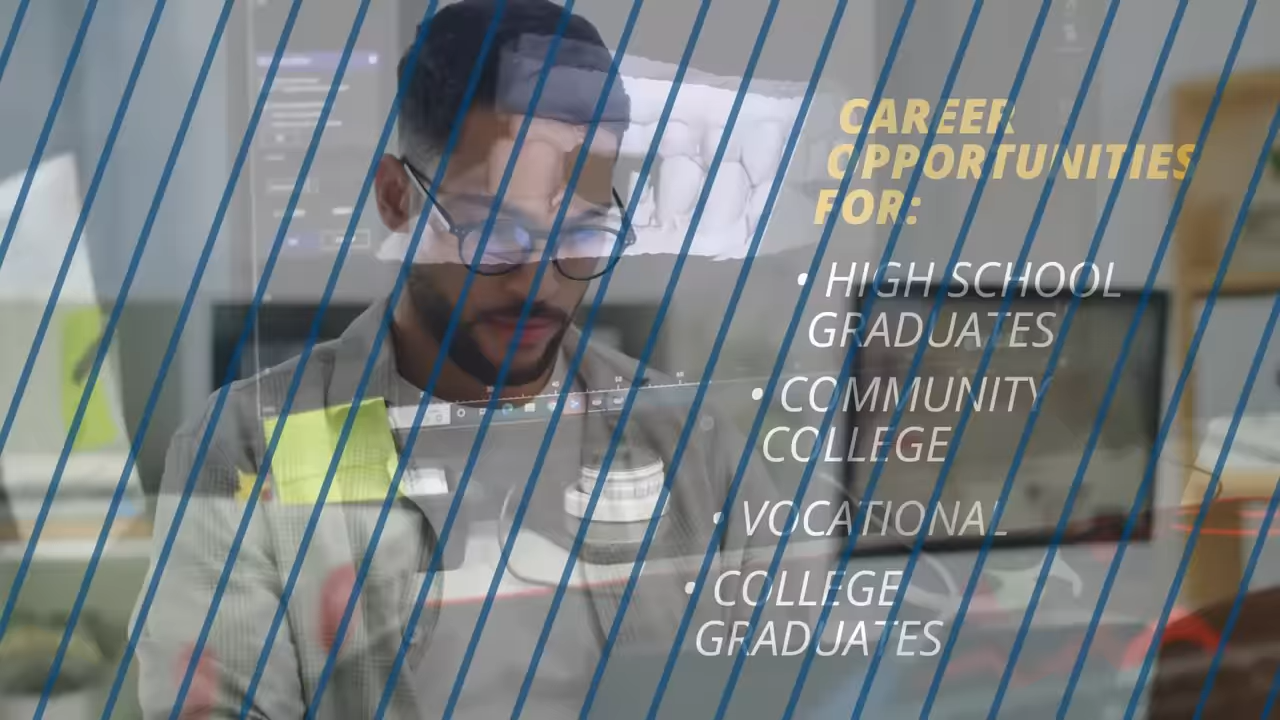 CAREER
OPPORTUNITIES
FOR:
• HIGH SCHOOL
GRADUATES
• COMMUNITY
COLLEGE
• VOCATIONAL
• COLLEGE
GRADUATES